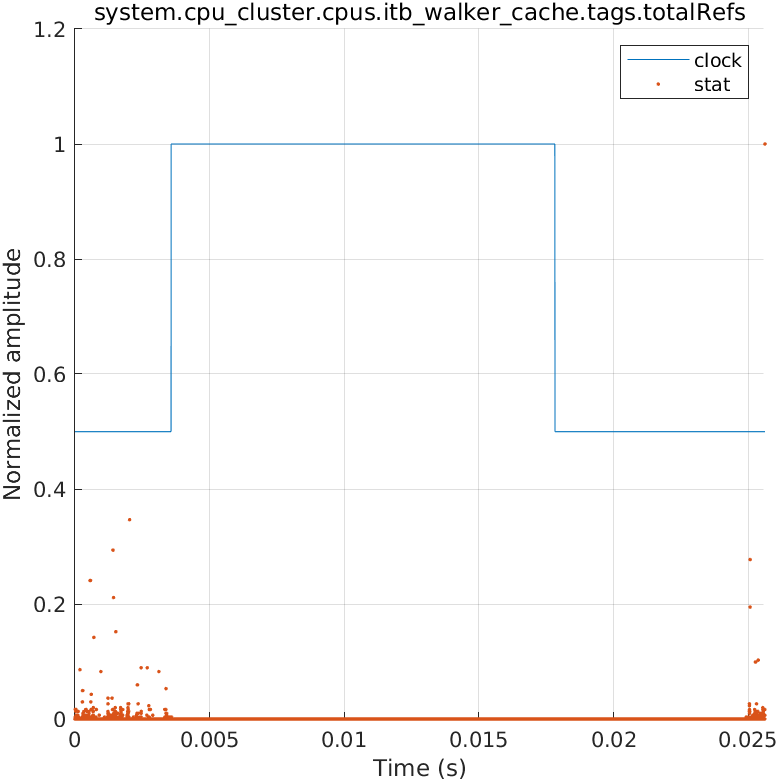 system.cpu_cluster.cpus.itb_walker_cache.tags.totalRefs
1.2
clock
stat
1
0.8
0.6
0.4
0.2
0
Normalized amplitude
0 0.005 0.01 0.015 0.02 0.025
Time (s)